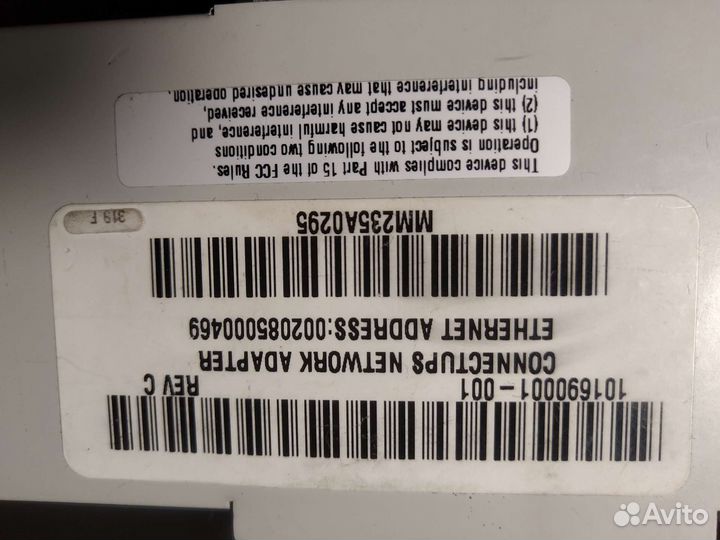 101690001-001 REV C
CONNECTUPS NETWORK ADAPTER
ETHERNET ADDRESS:002085000469
MM235A0295
319 F
This device complies with Part 15 of the FCC Rules.
Operation is subject to the following two conditions
(1) this device may not cause harmful interference, and
(2) this device must accept any interference received,
including interference that may cause undesired operation.
Avito